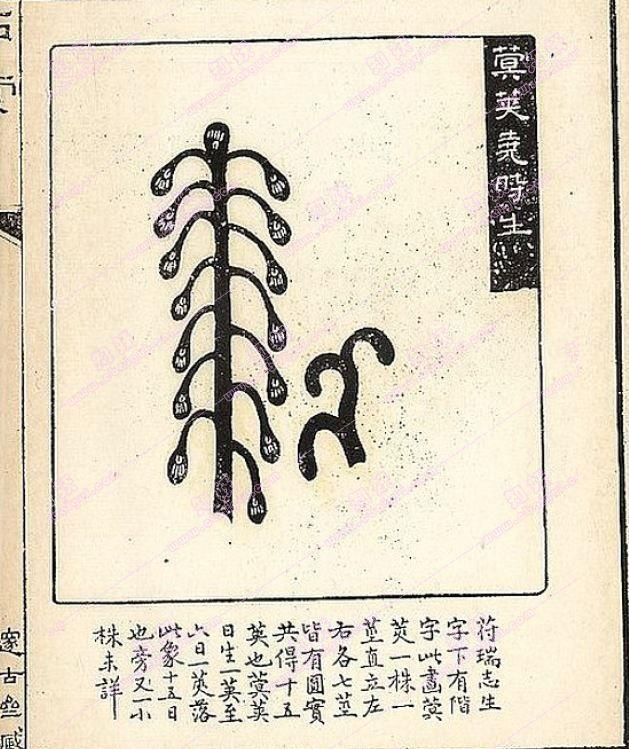 蓂莢堯時生
符瑞志生
字下有階
字此畫蓂
莢一株一
莖直立左
右各七莖
皆有圓實
共得十五
莢也蓂莢
日生一莢至
六日一莢落
此象十五日
也旁又一小
株未詳